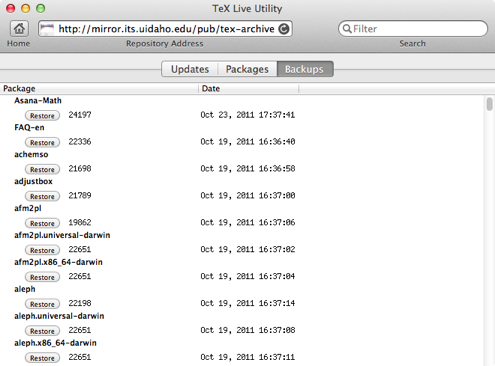 TeX Live Utility
http://mirror.its.uidaho.edu/pub/tex-archive
Filter
Home
Repository Address
Search
Updates
Packages
Backups
Package
Date
Asana-Math
Restore 24197 Oct 23, 2011 17:37:41
FAQ-en
Restore 22336 Oct 19, 2011 16:36:40
achemso
Restore 21698 Oct 19, 2011 16:36:58
adjustbox
Restore 21789 Oct 19, 2011 16:37:00
afm2pl
Restore 19862 Oct 19, 2011 16:37:06
afm2pl.universal-darwin
Restore 22651 Oct 19, 2011 16:37:02
afm2pl.x86_64-darwin
Restore 22651 Oct 19, 2011 16:37:04
aleph
Restore 22198 Oct 19, 2011 16:37:14
aleph.universal-darwin
Restore 22651 Oct 19, 2011 16:37:08
aleph.x86_64-darwin
Restore 22651 Oct 19, 2011 16:37:11